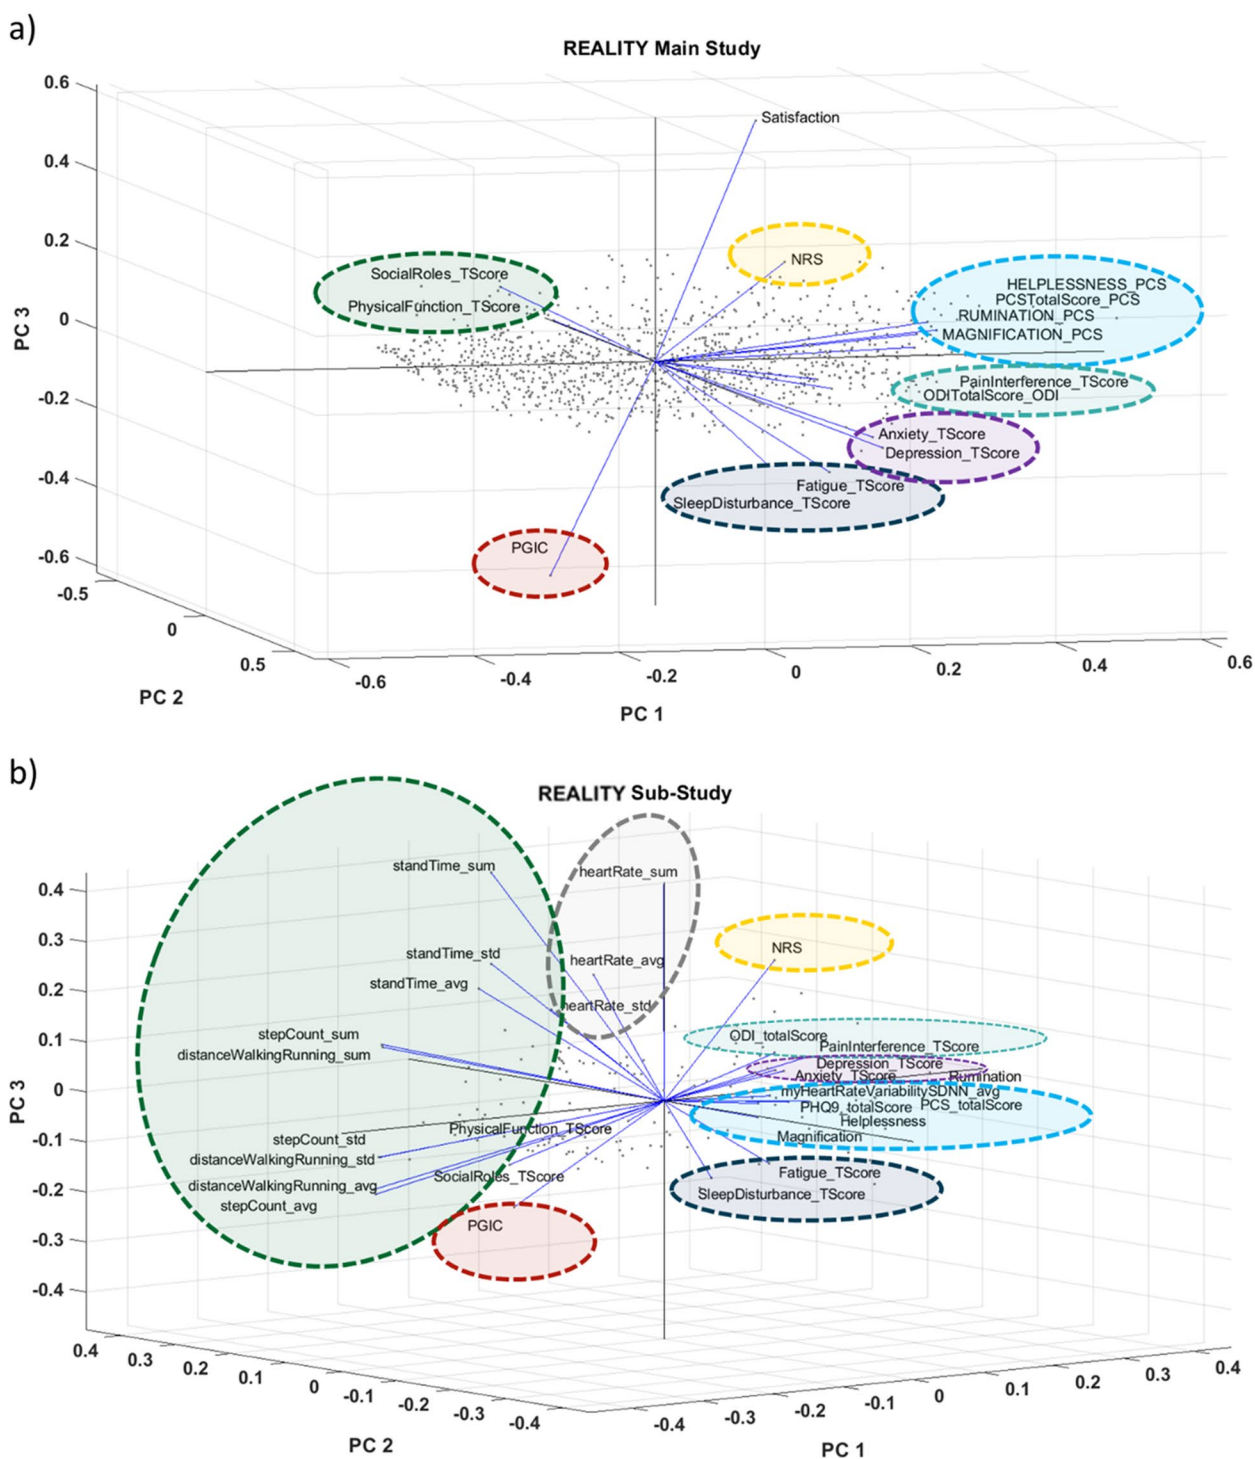 a)
REALITY Main Study
0.6
Satisfaction
0.4
0.2
NRS
SocialRoles_TScore
HELPLESSNESS_PCS
PCSTotalScore_PCS
PhysicalFunction_TScore
RUMINATION_PCS
0
PC 3
MAGNIFICATION_PCS
PainInterference_TScore
-0.2
ODITotalScore_ODI
Anxiety_TScore
Depression_TScore
-0.4
Fatigue_TScore
SleepDisturbance_TScore
PGIC
-0.6
-0.5
0
0.5
-0.6
-0.4
-0.2
0
0.2
0.4
0.6
PC 2
PC 1
b)
REALITY Sub-Study
standTime_sum
heartRate_sum
0.4
0.3
NRS
standTime_std
heartRate_avg
standTime_avg
0.2
heartRate_std
stepCount_sum
ODI_totalScore
0.1
distanceWalkingRunning_sum
PainInterference_TScore
Depression_TScore
Anxiety_TScore
Rumination
0
PC 3
myHeartRateVariabilitySDNN_avg
PHQ9_totalScore
PCS_totalScore
Helplessness
PhysicalFunction_TScore
Magnification
-0.1
stepCount_std
distanceWalkingRunning_std
SocialRoles_TScore
Fatigue_TScore
-0.2
distanceWalkingRunning_avg
SleepDisturbance_TScore
stepCount_avg
PGIC
-0.3
-0.4
0.4
0.3
0.2
0.1
0
-0.1
-0.2
-0.3
-0.4
-0.4
-0.3
-0.2
-0.1
0
0.1
0.2
0.3
0.4
PC 2
PC 1